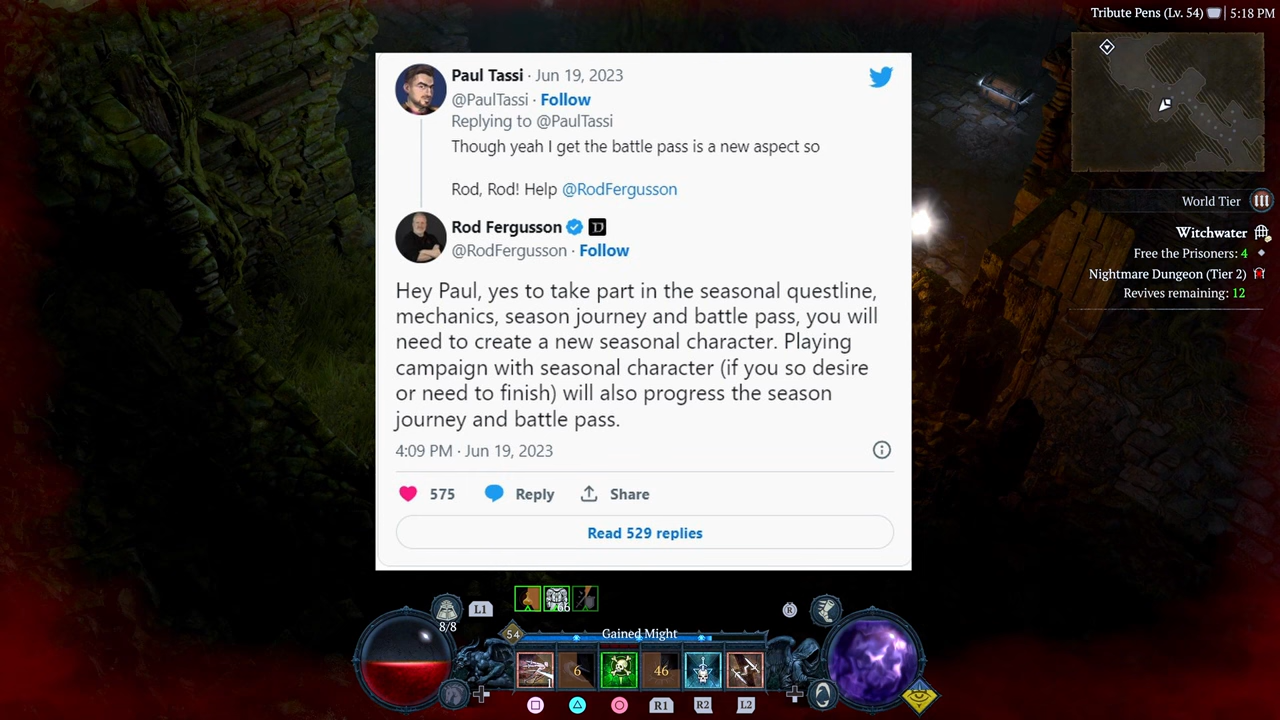 Tribute Pens (Lv. 54) | 5:18 PM
Paul Tassi · Jun 19, 2023
@PaulTassi · Follow
Replying to @PaulTassi
Though yeah I get the battle pass is a new aspect so
Rod, Rod! Help @RodFergusson
Rod Fergusson
@RodFergusson · Follow
Hey Paul, yes to take part in the seasonal questline,
mechanics, season journey and battle pass, you will
need to create a new seasonal character. Playing
campaign with seasonal character (if you so desire
or need to finish) will also progress the season
journey and battle pass.
4:09 PM · Jun 19, 2023
575 Reply Share
Read 529 replies
World Tier III
Witchwater
Free the Prisoners: 4
Nightmare Dungeon (Tier 2)
Revives remaining: 12
8/8
L1
66
R
54
Gained Might
1
6
46
R1
R2
L2